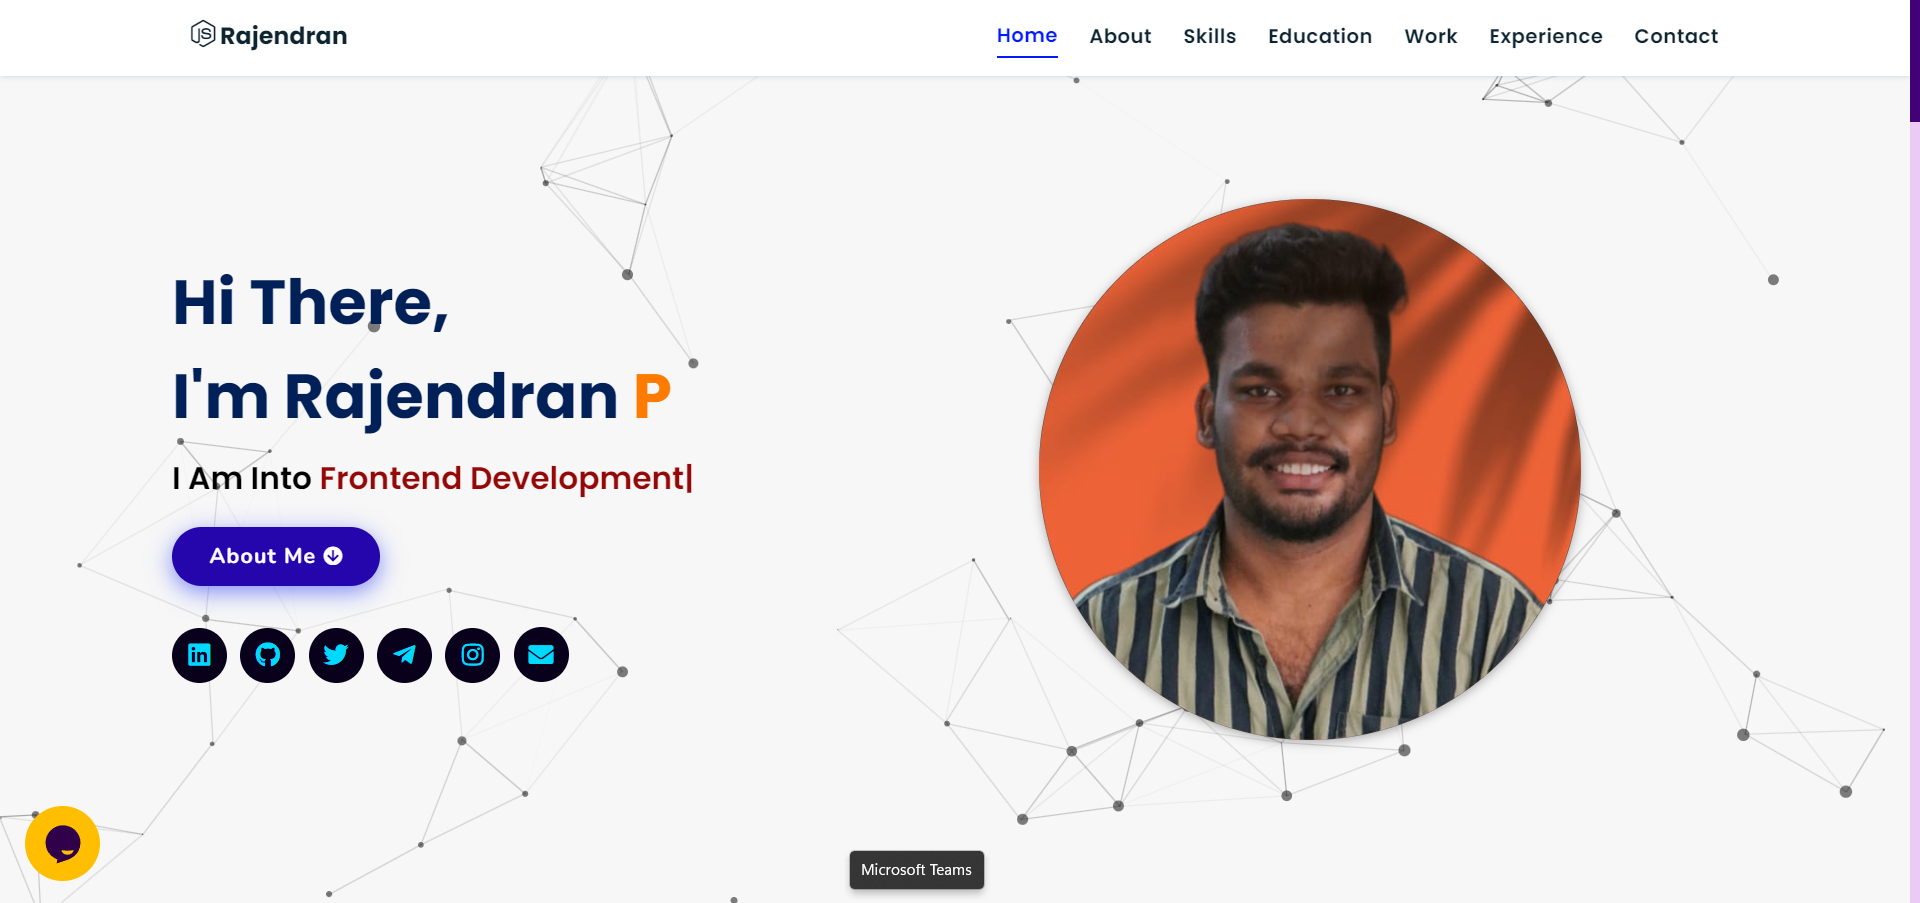 Rajendran
Home About Skills Education Work Experience Contact
Hi There,
I'm Rajendran P
I Am Into Frontend Development|
About Me
Microsoft Teams